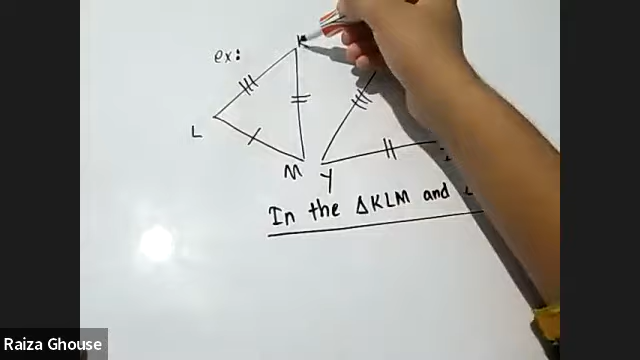 ex:
K
L
M
Y
In the ΔKLM and
Raiza Ghouse